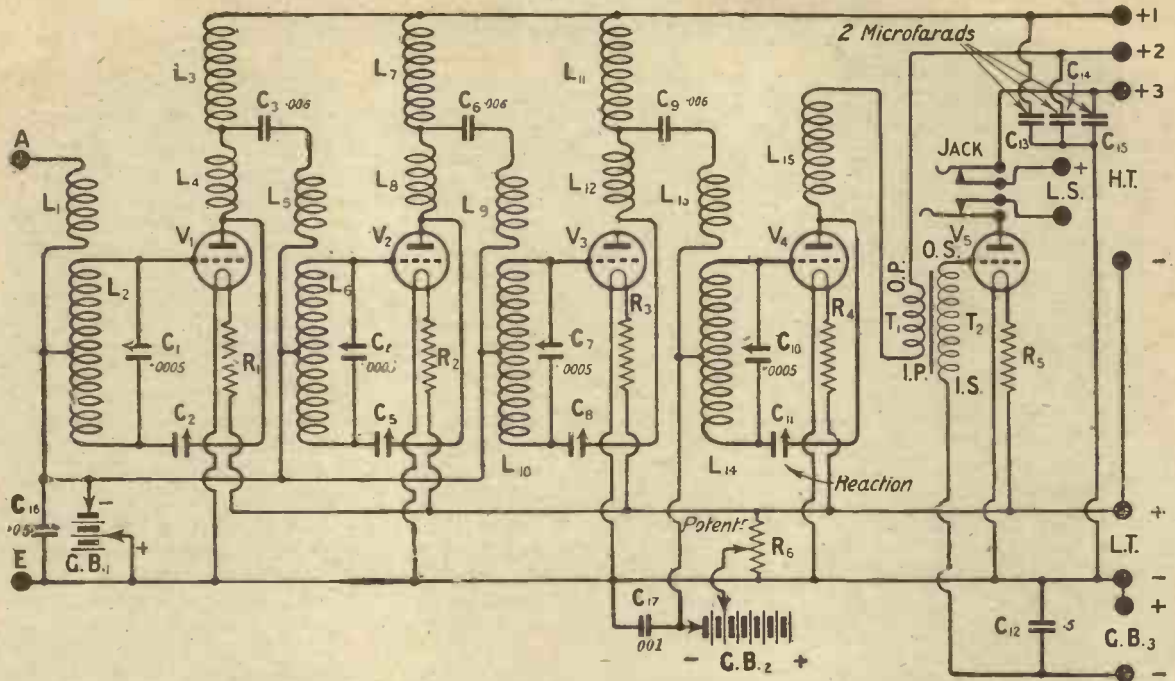 +1
2 Microfarads
+2
+3
L₃
L₇
L₁₁
C₃ ·006
C₆ ·006
C₉ ·006
C₁₄
C₁₃
C₁₅
H.T.
A
L₁
L₄
L₅
L₈
L₉
L₁₂
L₁₃
L₁₅
JACK
+
L.S.
V₁
V₂
V₃
V₄
V₅
O.S.
O.P.
-
L₂
L₆
R₃
R₄
T₁
T₂
C₁
·0005
R₁
R₂
C₇
·0005
C₁₀
·0005
R₅
I.P.
I.S.
C₂
C₅
C₈
C₁₁
L₁₀
L₁₄
Reaction
C₁₆
-
+
G.B.₁
E
Potentr
R₆
+
L.T.
-
C₁₇
·001
- G.B.₂ +
C₁₂ ·5
+
G.B.₃
-